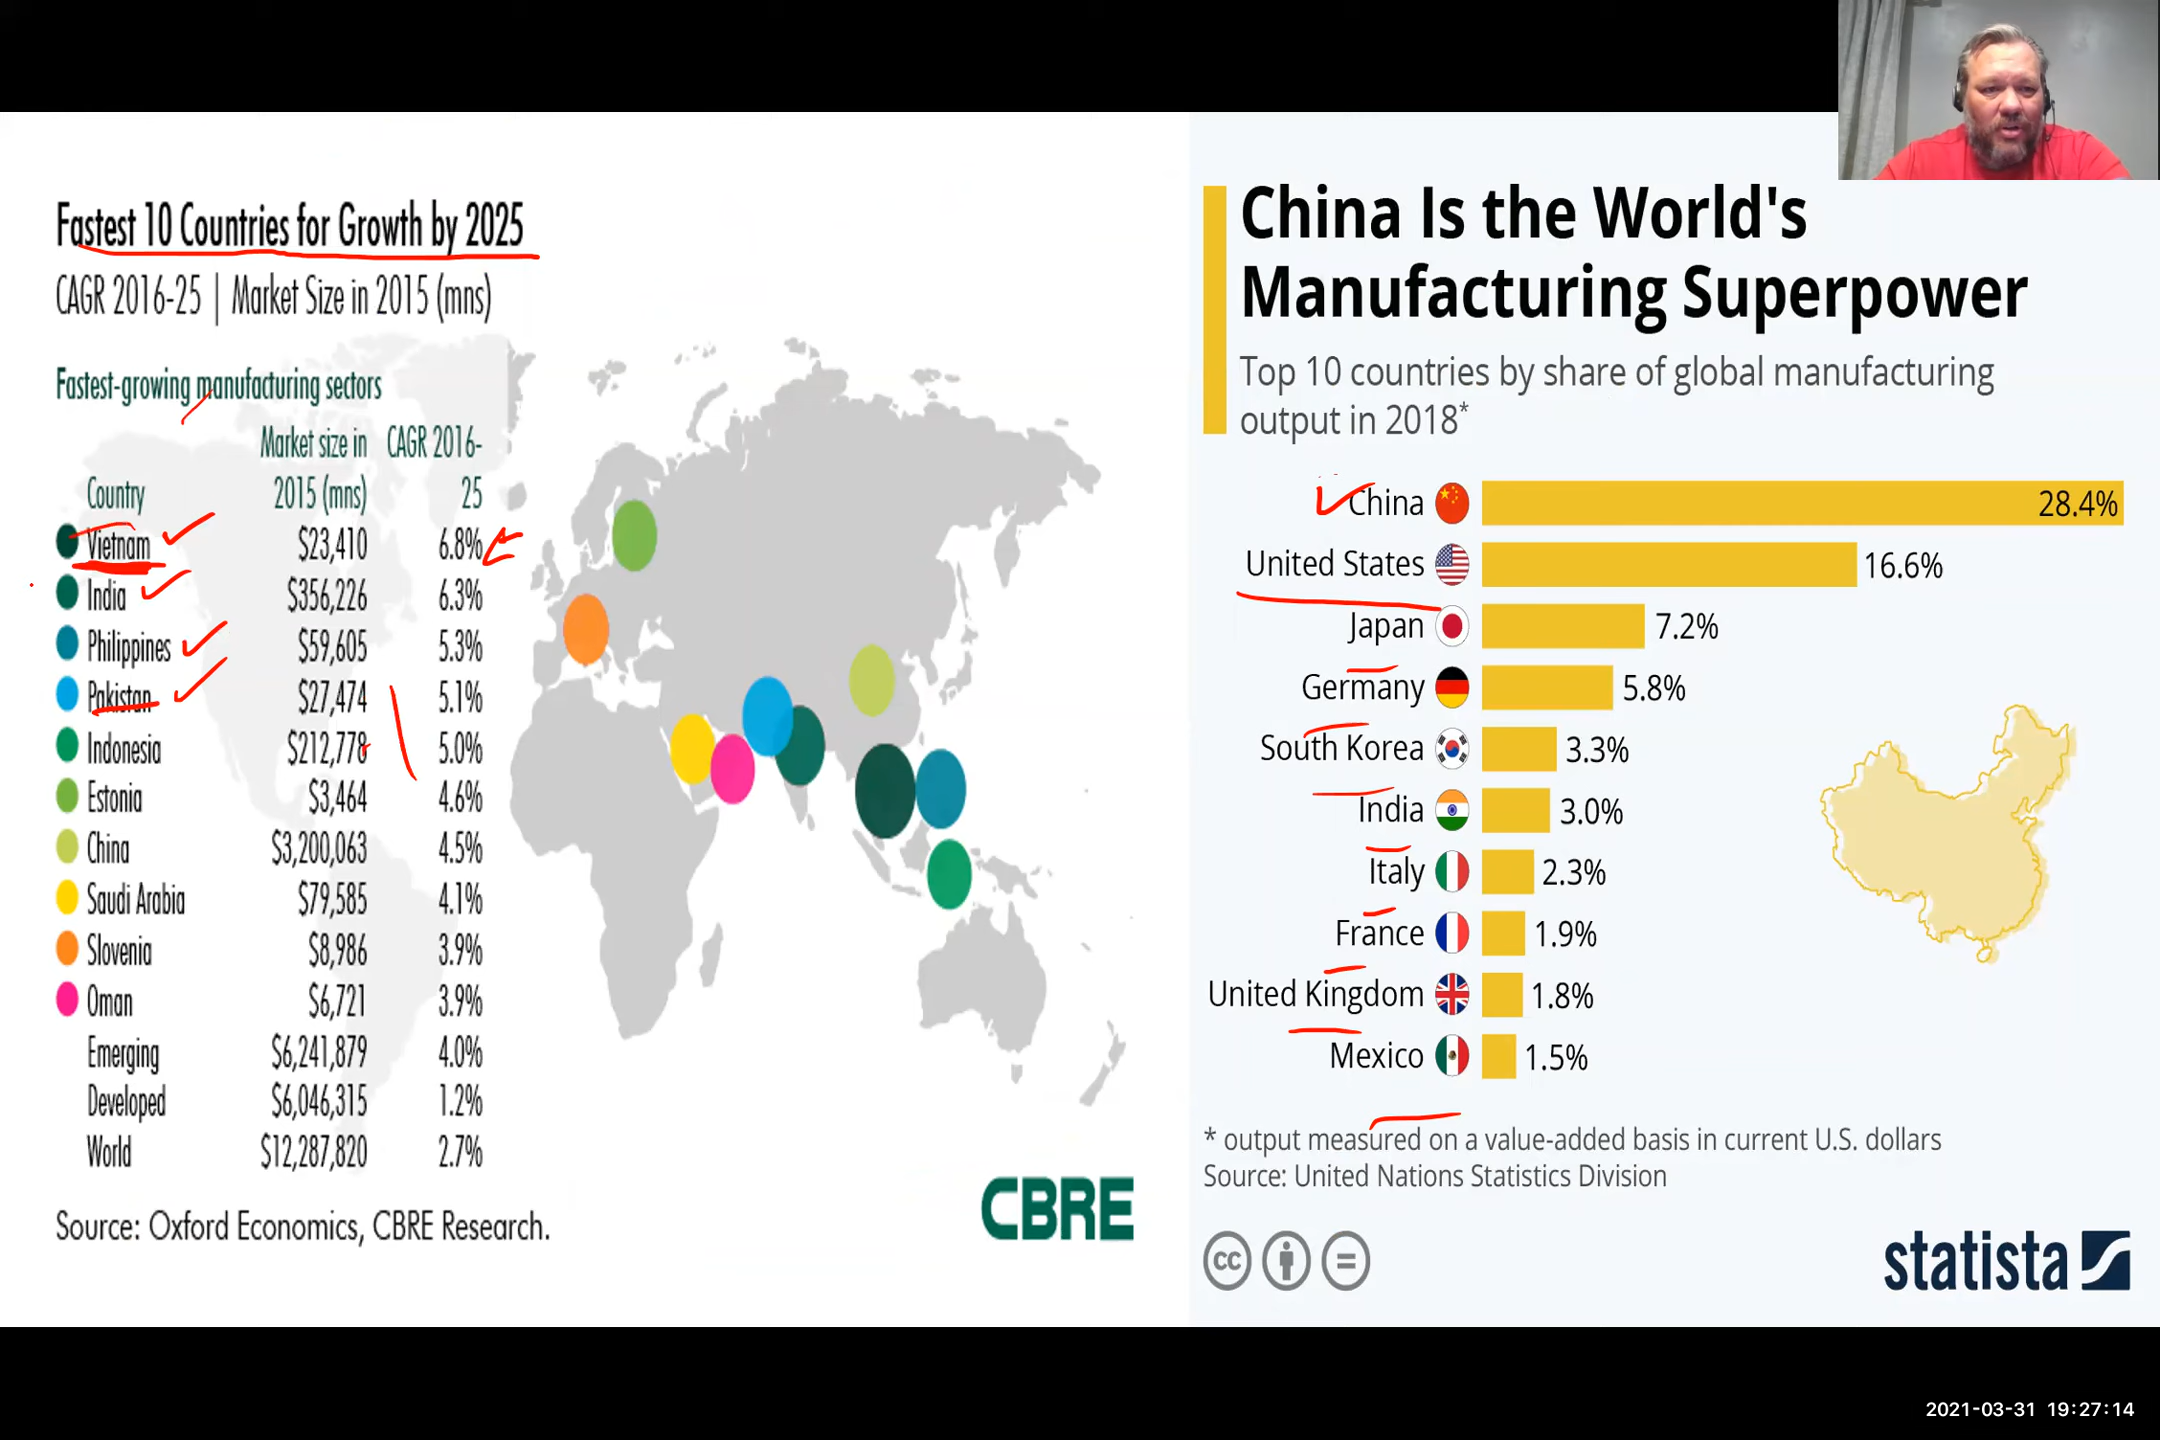 Fastest 10 Countries for Growth by 2025
CAGR 2016-25 | Market Size in 2015 (mns)
Fastest-growing manufacturing sectors
Market size in CAGR 2016-
Country 2015 (mns) 25
Vietnam $23,410 6.8%
India $356,226 6.3%
Philippines $59,605 5.3%
Pakistan $27,474 5.1%
Indonesia $212,778 5.0%
Estonia $3,464 4.6%
China $3,200,063 4.5%
Saudi Arabia $79,585 4.1%
Slovenia $8,986 3.9%
Oman $6,721 3.9%
Emerging $6,241,879 4.0%
Developed $6,046,315 1.2%
World $12,287,820 2.7%
Source: Oxford Economics, CBRE Research.
CBRE
China Is the World's
Manufacturing Superpower
Top 10 countries by share of global manufacturing
output in 2018*
China 28.4%
United States 16.6%
Japan 7.2%
Germany 5.8%
South Korea 3.3%
India 3.0%
Italy 2.3%
France 1.9%
United Kingdom 1.8%
Mexico 1.5%
* output measured on a value-added basis in current U.S. dollars
Source: United Nations Statistics Division
cc
statista
2021-03-31 19:27:14